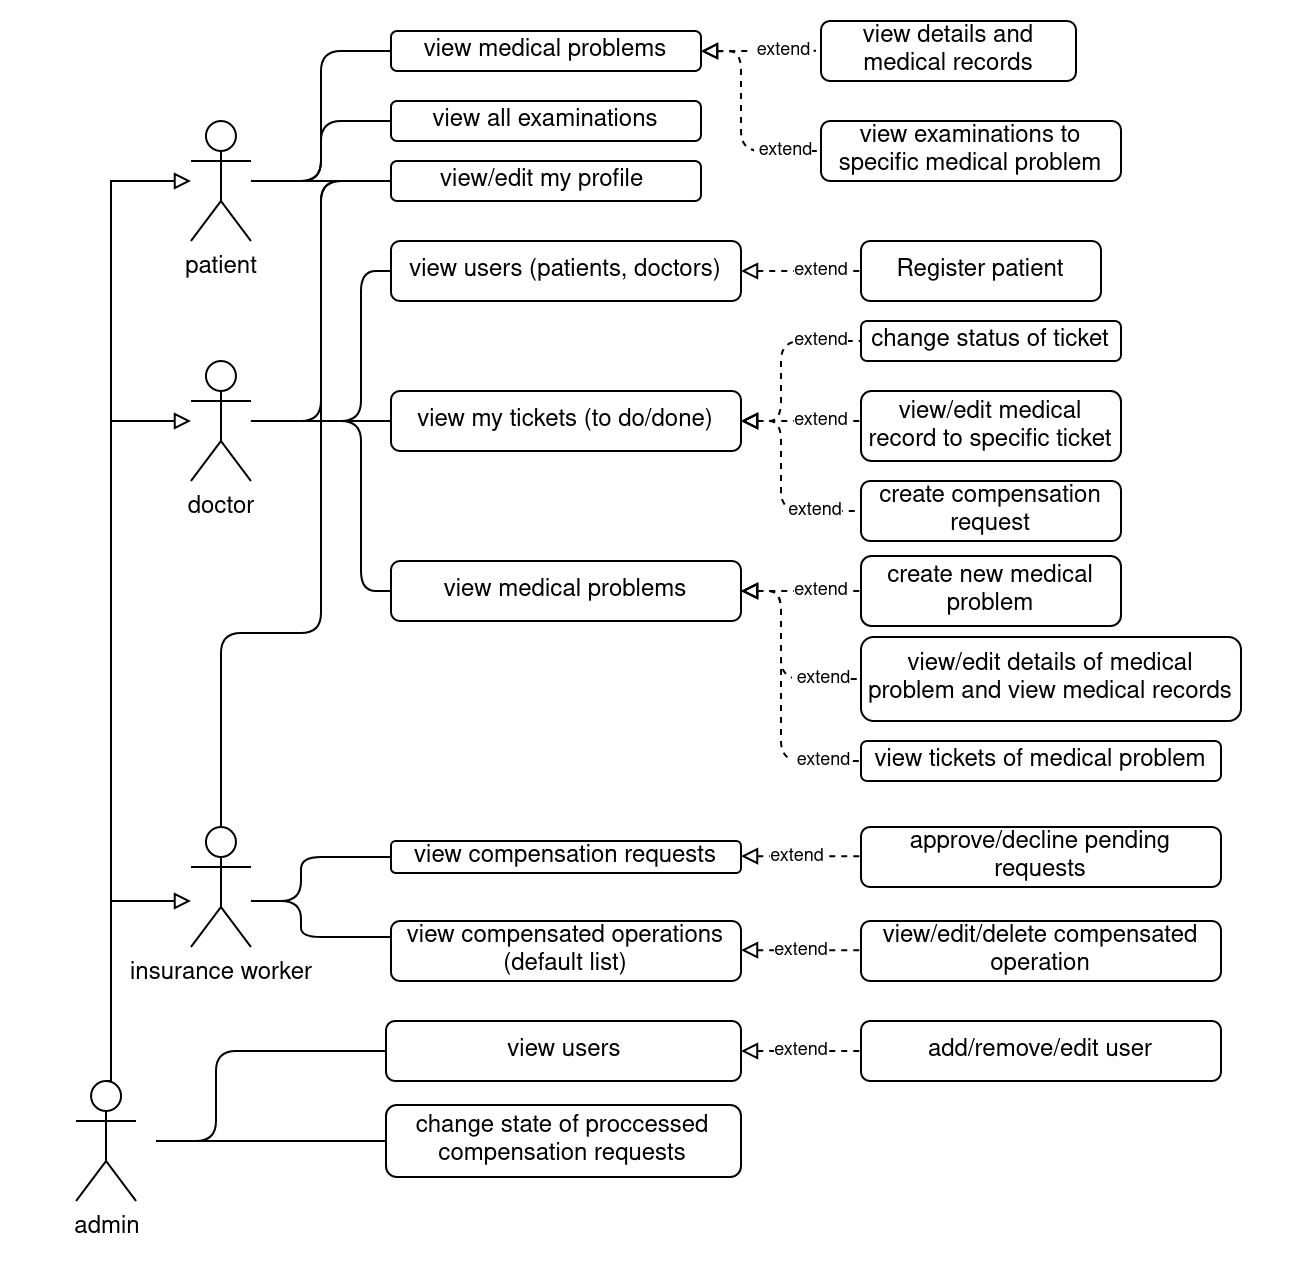 view medical problems
extend
view details and
medical records
view all examinations
extend
view examinations to
specific medical problem
view/edit my profile
patient
view users (patients, doctors)
extend
Register patient
extend
change status of ticket
view my tickets (to do/done)
extend
view/edit medical
record to specific ticket
doctor
extend
create compensation
request
view medical problems
extend
create new medical
problem
extend
view/edit details of medical
problem and view medical records
extend
view tickets of medical problem
view compensation requests
extend
approve/decline pending
requests
insurance worker
view compensated operations
(default list)
extend
view/edit/delete compensated
operation
view users
extend
add/remove/edit user
change state of proccessed
compensation requests
admin